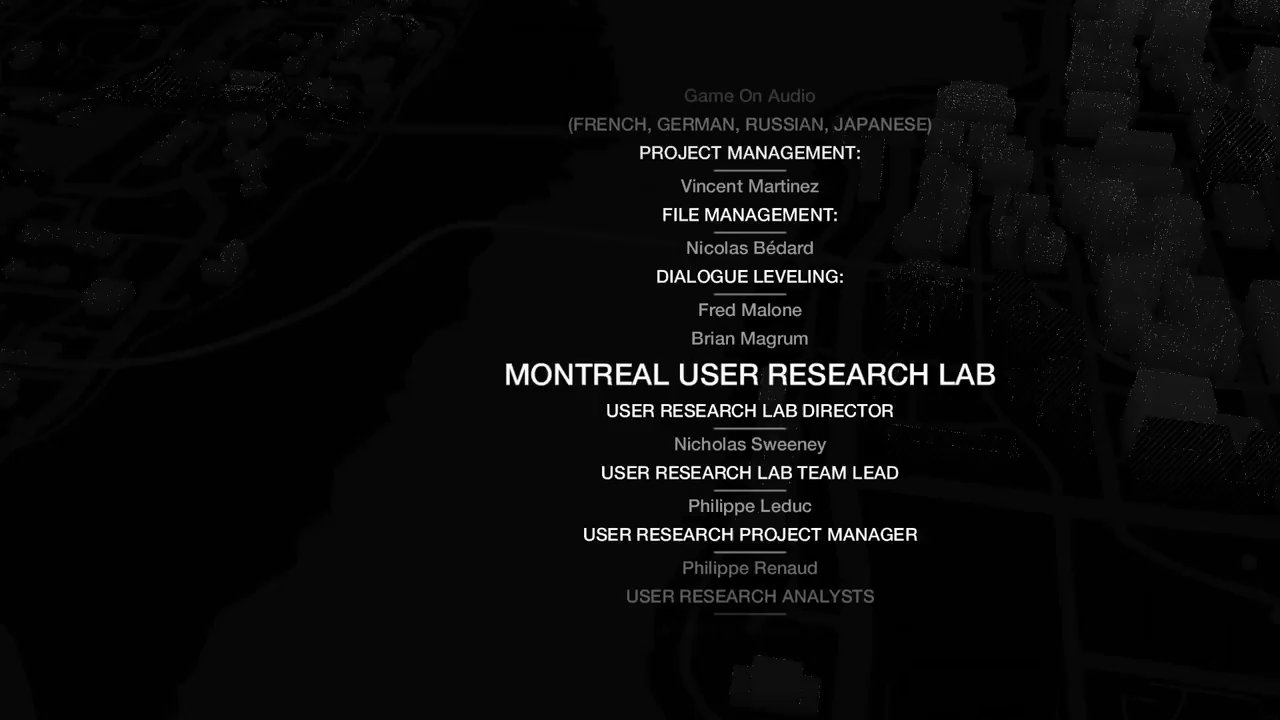 Game On Audio
(FRENCH, GERMAN, RUSSIAN, JAPANESE)
PROJECT MANAGEMENT:
Vincent Martinez
FILE MANAGEMENT:
Nicolas Bédard
DIALOGUE LEVELING:
Fred Malone
Brian Magrum
MONTREAL USER RESEARCH LAB
USER RESEARCH LAB DIRECTOR
Nicholas Sweeney
USER RESEARCH LAB TEAM LEAD
Philippe Leduc
USER RESEARCH PROJECT MANAGER
Philippe Renaud
USER RESEARCH ANALYSTS